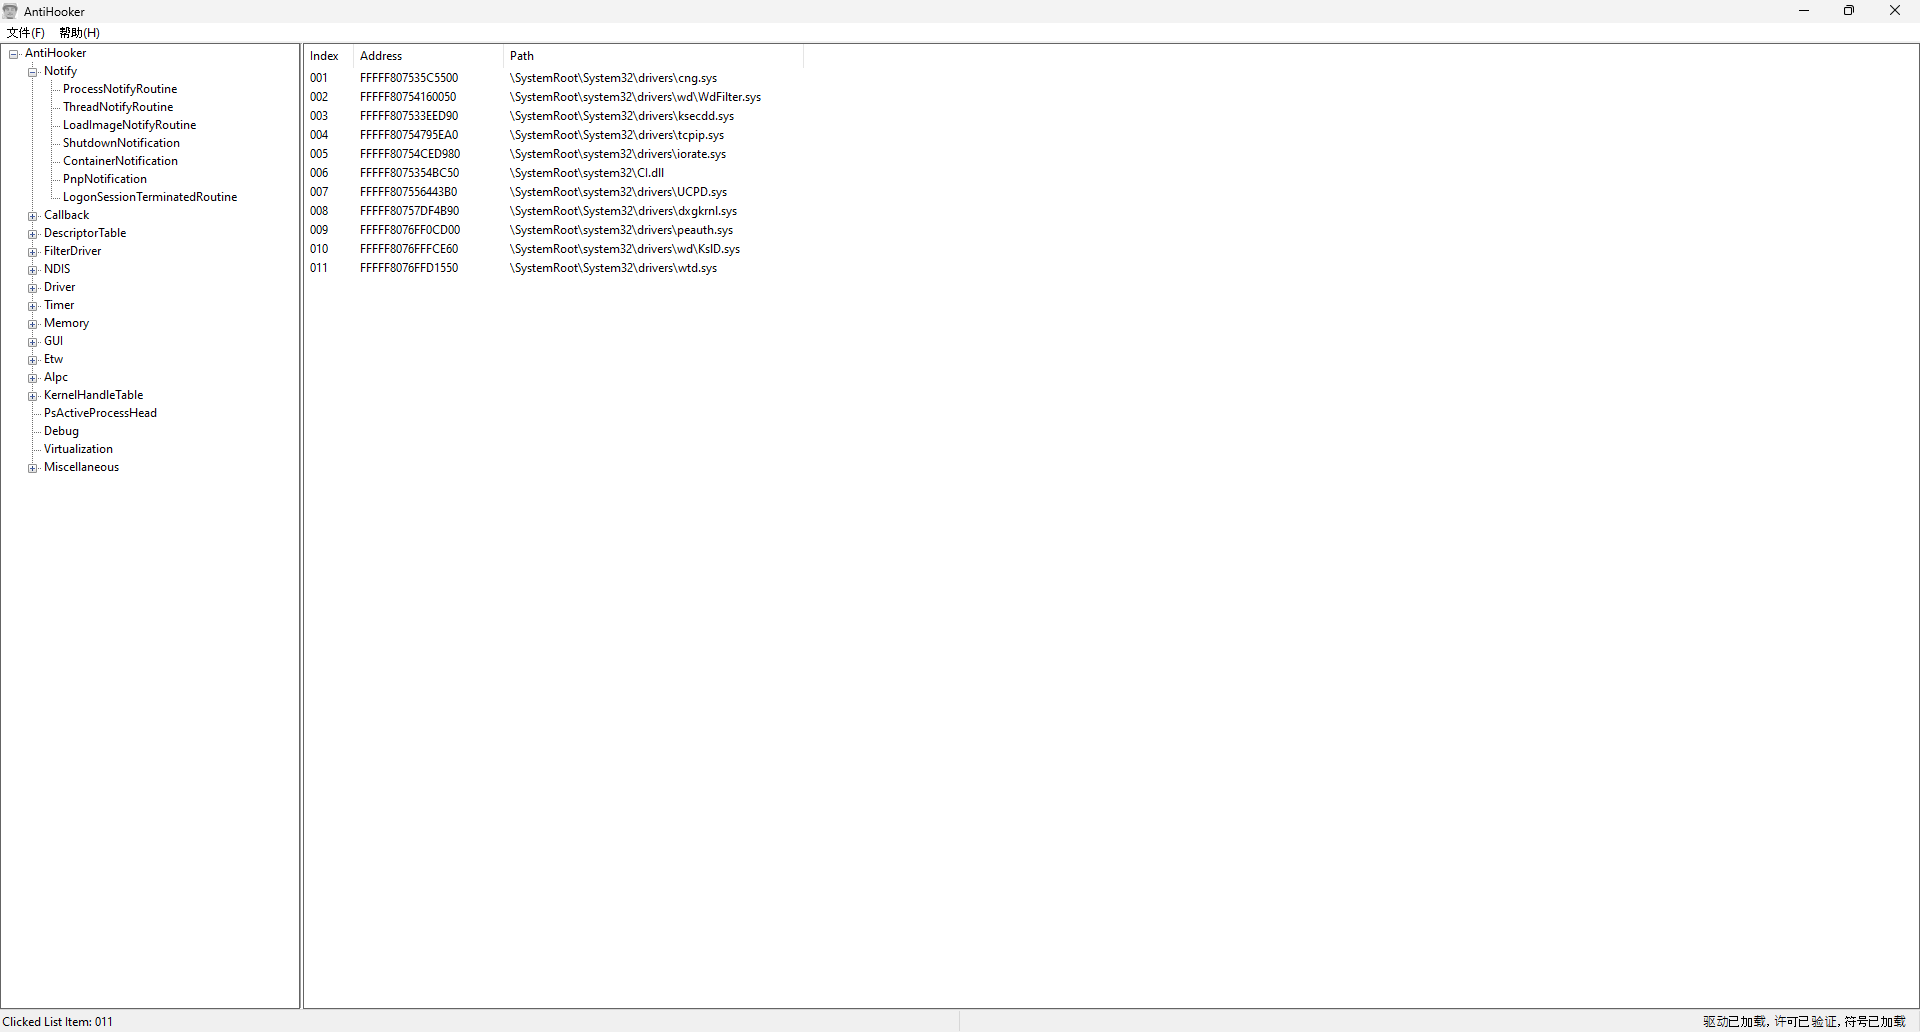 AntiHooker
文件(F) 帮助(H)
AntiHooker
Notify
ProcessNotifyRoutine
ThreadNotifyRoutine
LoadImageNotifyRoutine
ShutdownNotification
ContainerNotification
PnpNotification
LogonSessionTerminatedRoutine
Callback
DescriptorTable
FilterDriver
NDIS
Driver
Timer
Memory
GUI
Etw
Alpc
KernelHandleTable
PsActiveProcessHead
Debug
Virtualization
Miscellaneous
Index Address Path
001 FFFFF807535C5500 \SystemRoot\System32\drivers\cng.sys
002 FFFFF80754160050 \SystemRoot\system32\drivers\wd\WdFilter.sys
003 FFFFF807533EED90 \SystemRoot\System32\drivers\ksecdd.sys
004 FFFFF80754795EA0 \SystemRoot\System32\drivers\tcpip.sys
005 FFFFF80754CED980 \SystemRoot\system32\drivers\iorate.sys
006 FFFFF8075354BC50 \SystemRoot\system32\CI.dll
007 FFFFF807556443B0 \SystemRoot\system32\drivers\UCPD.sys
008 FFFFF80757DF4B90 \SystemRoot\System32\drivers\dxgkrnl.sys
009 FFFFF8076FF0CD00 \SystemRoot\system32\drivers\peauth.sys
010 FFFFF8076FFFCE60 \SystemRoot\system32\drivers\wd\KslD.sys
011 FFFFF8076FFD1550 \SystemRoot\System32\drivers\wtd.sys
Clicked List Item: 011
驱动已加载, 许可已验证, 符号已加载